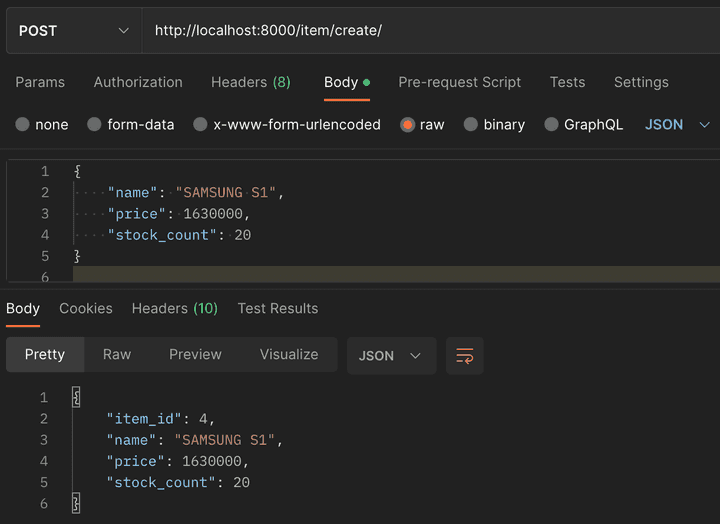 POST http://localhost:8000/item/create/
Params Authorization Headers (8) Body Pre-request Script Tests Settings
none form-data x-www-form-urlencoded raw binary GraphQL JSON
1 {
2 "name": "SAMSUNG S1",
3 "price": 1630000,
4 "stock_count": 20
5 }
6
Body Cookies Headers (10) Test Results
Pretty Raw Preview Visualize JSON
1 {
2 "item_id": 4,
3 "name": "SAMSUNG S1",
4 "price": 1630000,
5 "stock_count": 20
6 }